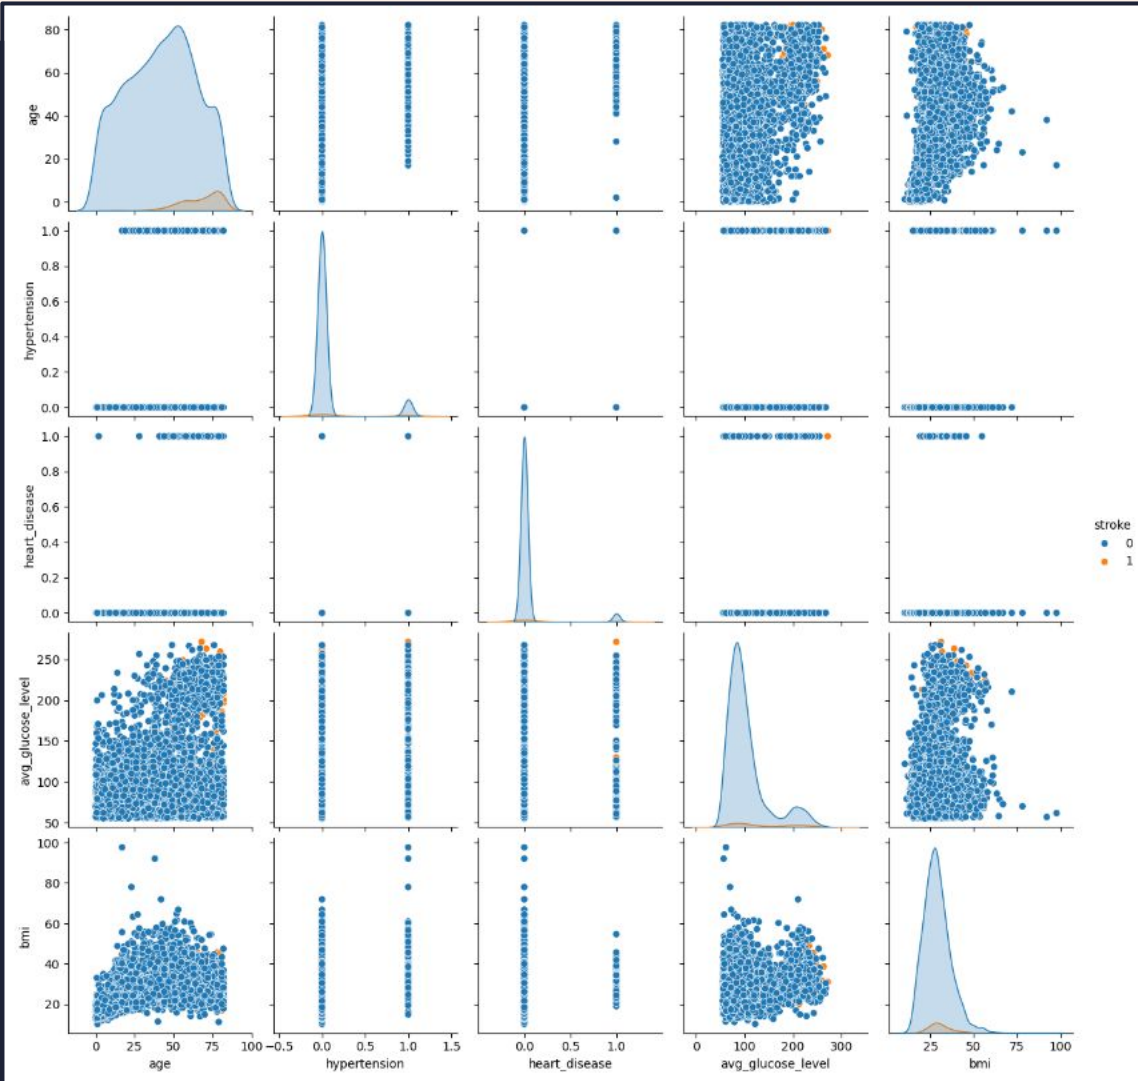 80
60
40
20
0
age
1.0
0.8
0.6
0.4
0.2
0.0
hypertension
1.0
0.8
0.6
0.4
0.2
0.0
heart_disease
stroke
0
1
250
200
150
100
50
avg_glucose_level
100
80
60
40
20
bmi
0 25 50 75 100
−0.5 0.0 0.5 1.0 1.5
0.0 0.5 1.0
0 100 200 300
25 50 75 100
age hypertension heart_disease avg_glucose_level bmi